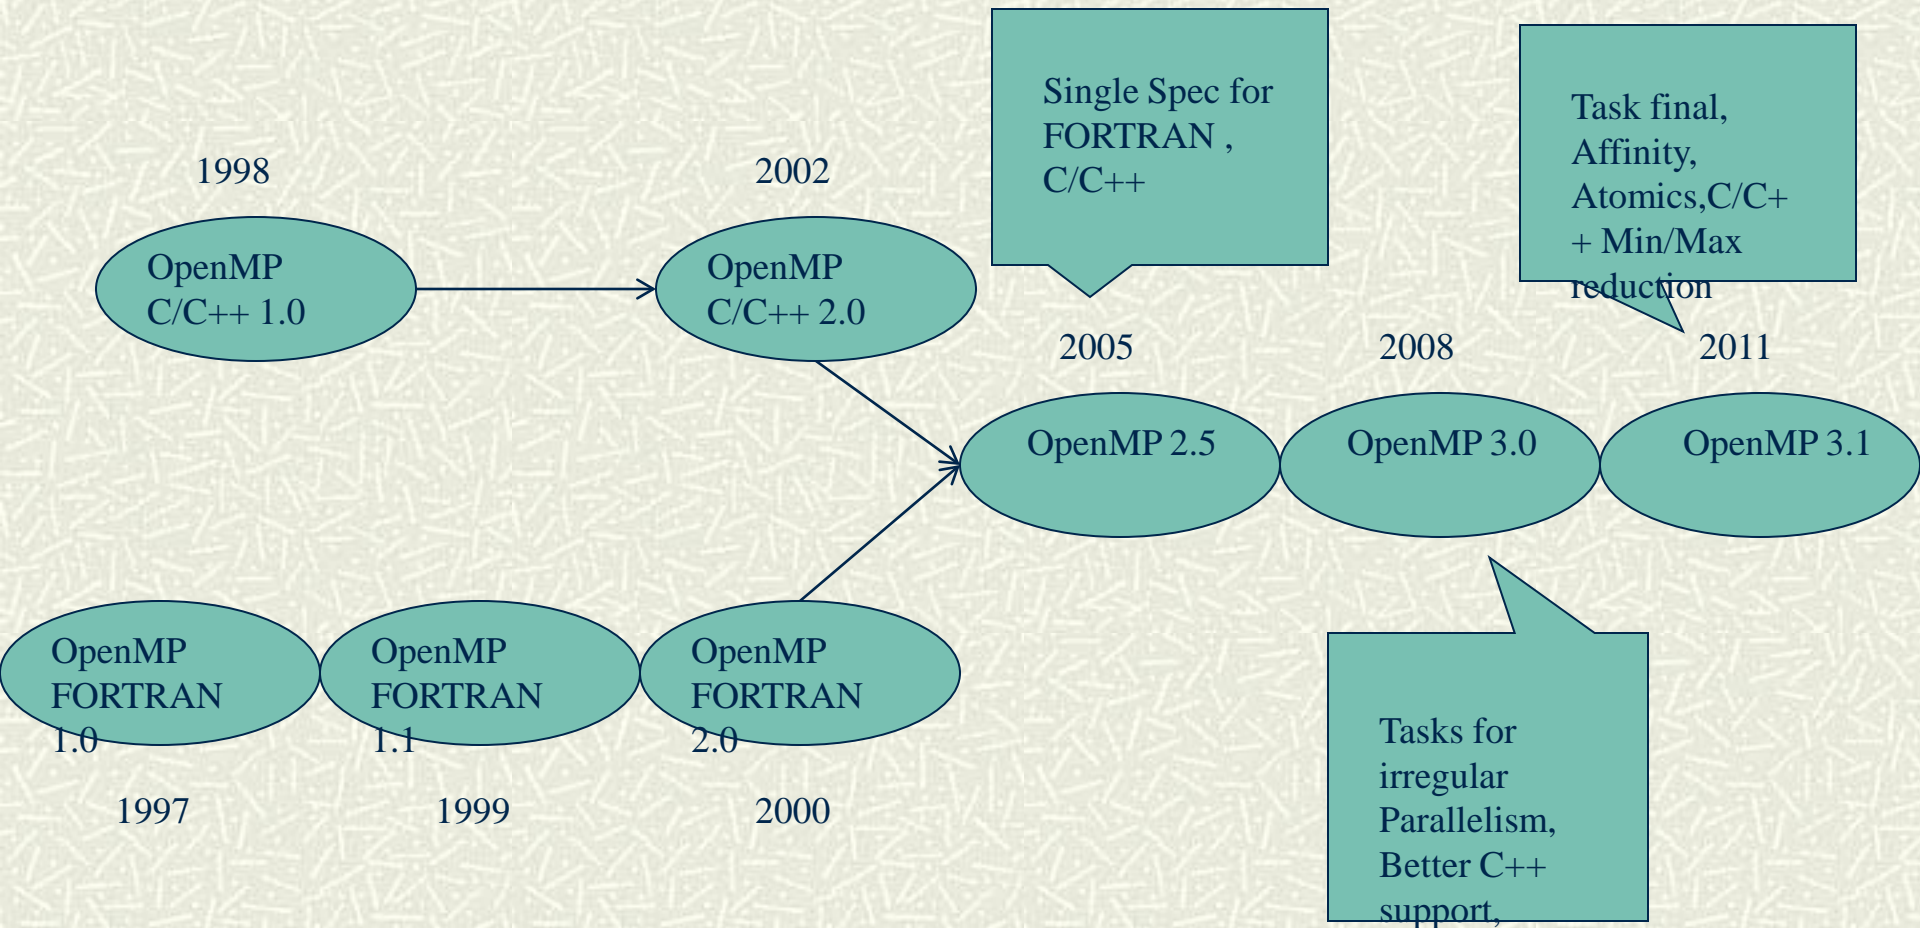 Single Spec for
FORTRAN ,
C/C++
Task final,
Affinity,
Atomics,C/C+
+ Min/Max
reduction
1998
2002
OpenMP
C/C++ 1.0
OpenMP
C/C++ 2.0
2005
2008
2011
OpenMP 2.5
OpenMP 3.0
OpenMP 3.1
OpenMP
FORTRAN
1.0
OpenMP
FORTRAN
1.1
OpenMP
FORTRAN
2.0
1997
1999
2000
Tasks for
irregular
Parallelism,
Better C++
support,